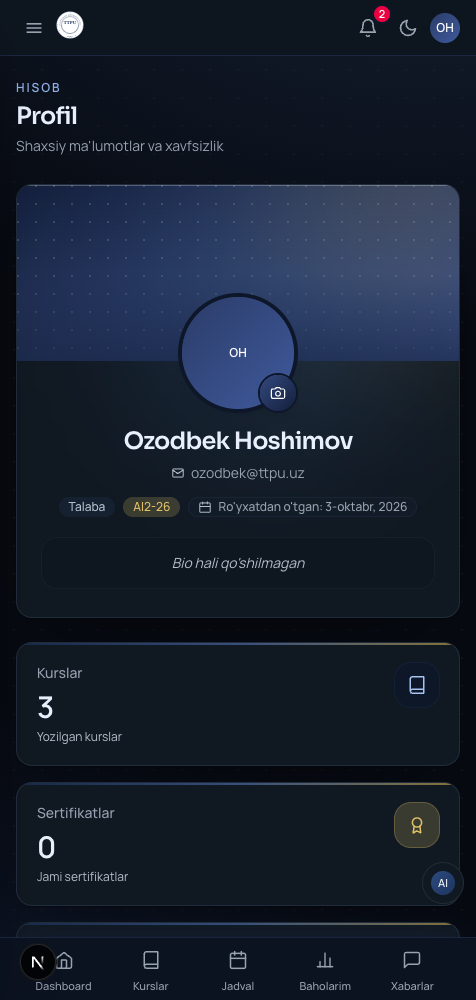 TTPU
2
OH
HISOB
Profil
Shaxsiy ma'lumotlar va xavfsizlik
OH
Ozodbek Hoshimov
ozodbek@ttpu.uz
Talaba AI2-26 Ro'yxatdan o'tgan: 3-oktabr, 2026
Bio hali qo'shilmagan
Kurslar
3
Yozilgan kurslar
Sertifikatlar
0
Jami sertifikatlar
AI
N
Dashboard Kurslar Jadval Baholarim Xabarlar